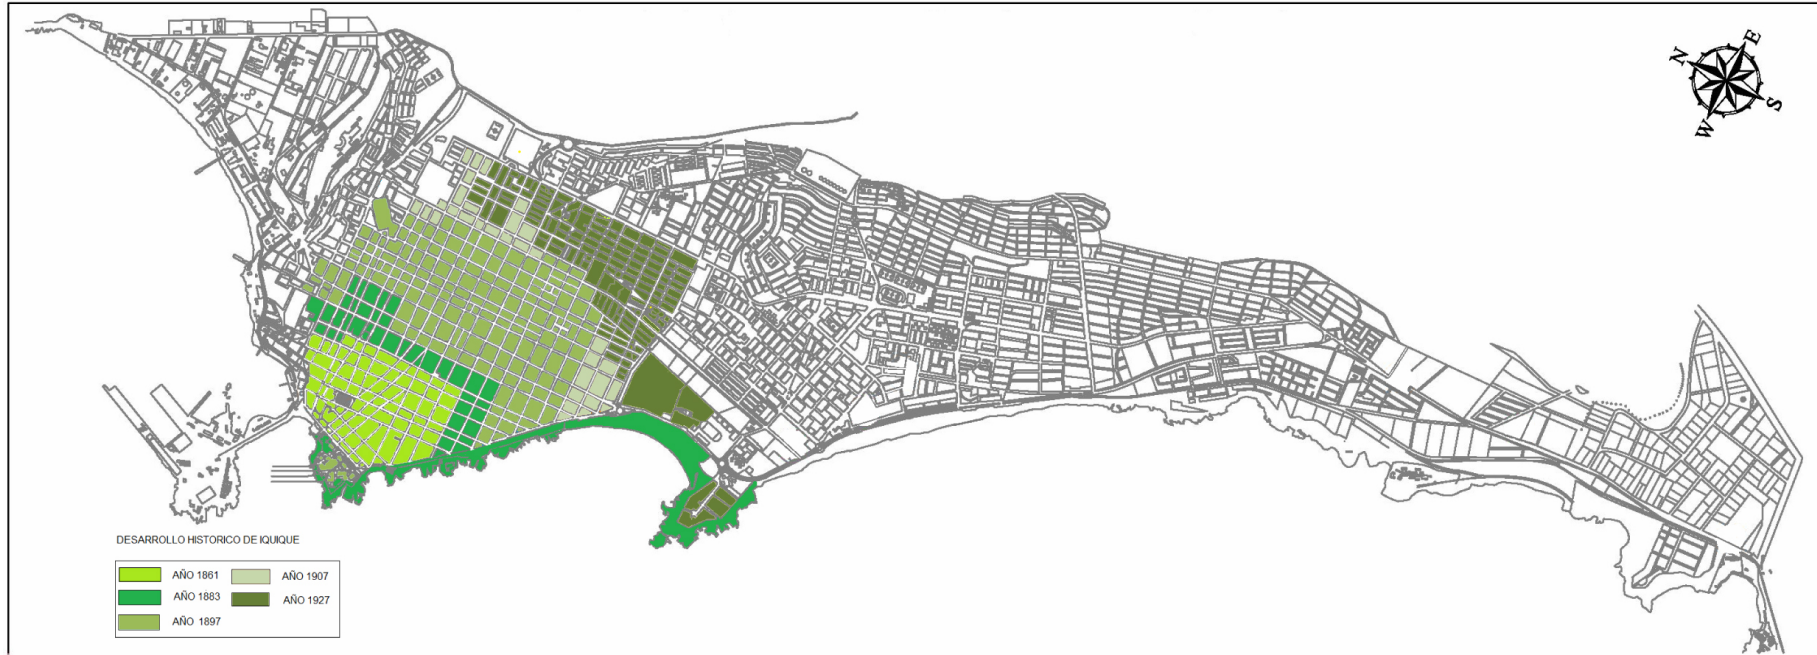 N
E
W
S
DESARROLLO HISTORICO DE IQUIQUE
AÑO 1861
AÑO 1907
AÑO 1883
AÑO 1927
AÑO 1897